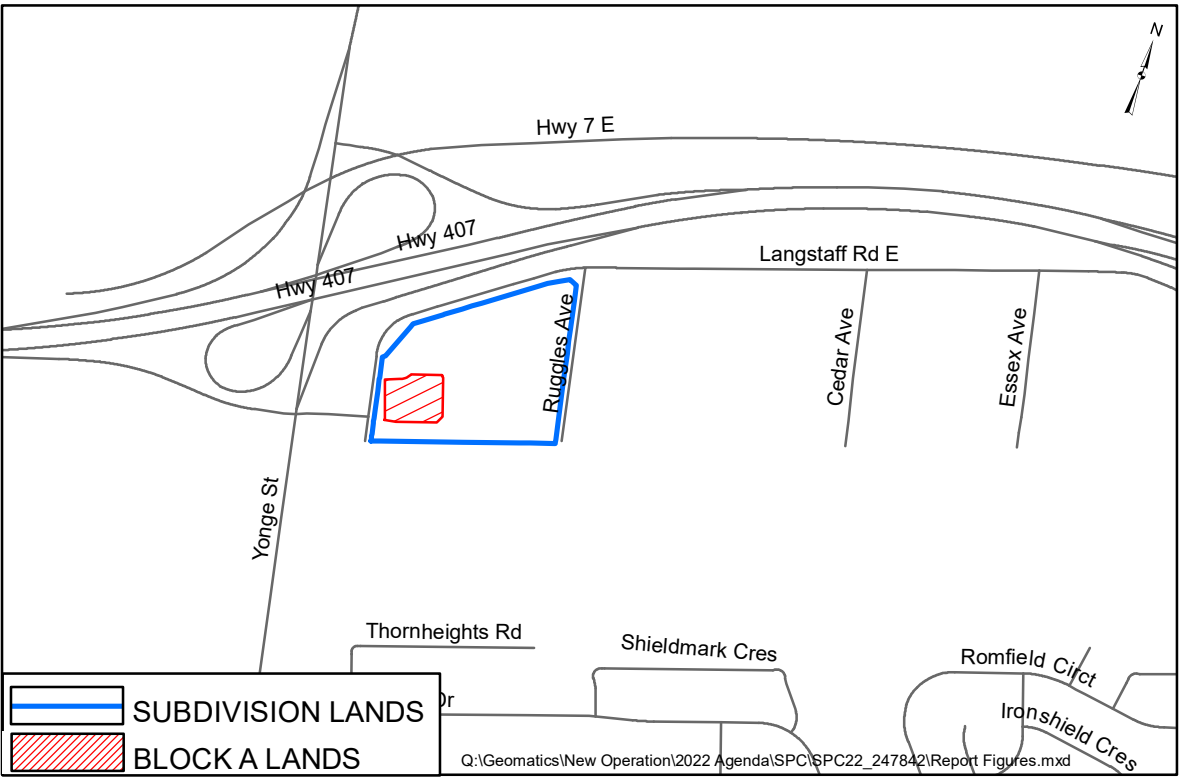 N
Hwy 7 E
Hwy 407
Hwy 407
Langstaff Rd E
Ruggles Ave
Cedar Ave
Essex Ave
Yonge St
Thornheights Rd
Shieldmark Cres
Romfield Circt
Ironshield Cres
Dr
SUBDIVISION LANDS
BLOCK A LANDS
Q:\Geomatics\New Operation\2022 Agenda\SPC\SPC22_247842\Report Figures.mxd